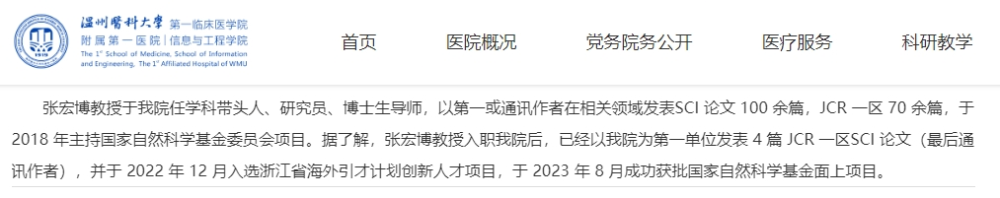 温州医科大学 第一临床医学院
附属第一医院 信息与工程学院
The 1st School of Medicine, School of Information
and Engineering, The 1st Affiliated Hospital of WMU
1919
首页 医院概况 党务院务公开 医疗服务 科研教学
张宏博教授于我院任学科带头人、研究员、博士生导师，以第一或通讯作者在相关领域发表SCI 论文 100 余篇，JCR 一区 70 余篇，于
2018 年主持国家自然科学基金委员会项目。据了解，张宏博教授入职我院后，已经以我院为第一单位发表 4 篇 JCR 一区SCI 论文（最后通
讯作者），并于 2022 年 12 月入选浙江省海外引才计划创新人才项目，于 2023 年 8 月成功获批国家自然科学基金面上项目。